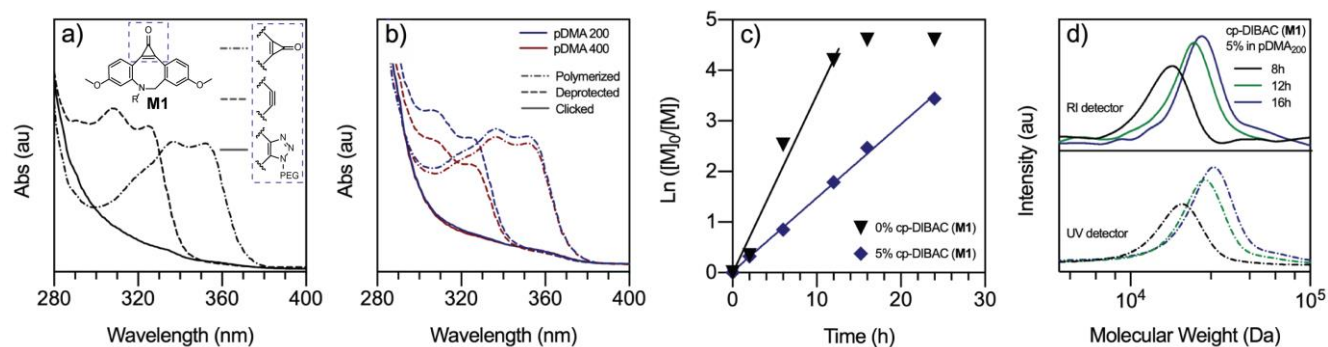 a)
O
O
O
N
R
M1
O
N
N
N
PEG
Abs (au)
280
320
360
400
Wavelength (nm)
b)
pDMA 200
pDMA 400
Polymerized
Deprotected
Clicked
Abs (au)
280
320
360
400
Wavelength (nm)
c)
Ln ([M]0/[M])
5
4
3
2
1
0
0% cp-DIBAC (M1)
5% cp-DIBAC (M1)
0
10
20
30
Time (h)
d)
cp-DIBAC (M1)
5% in pDMA200
8h
12h
16h
RI detector
UV detector
Intensity (au)
10^4
10^5
Molecular Weight (Da)